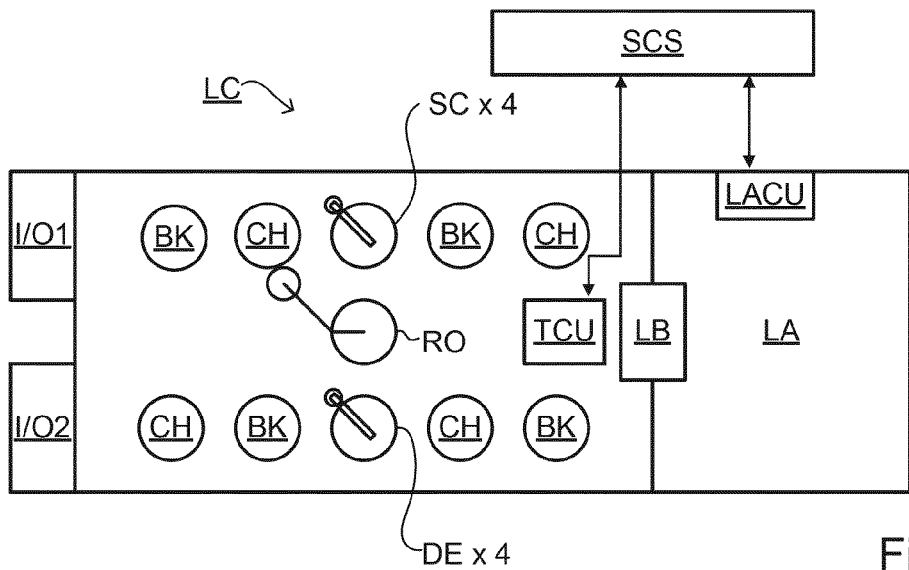 SCS
LC
SC x 4
I/O1
BK
CH
BK
CH
LACU
RO
TCU
LB
LA
I/O2
CH
BK
CH
BK
DE x 4